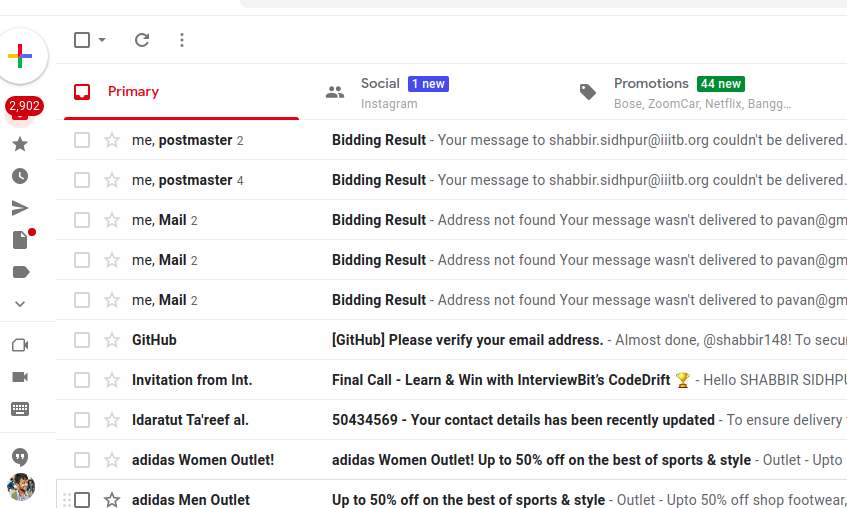 Social 1 new
Promotions 44 new
Primary
Instagram
Bose, ZoomCar, Netflix, Bangg...
2,902
me, postmaster 2 Bidding Result - Your message to shabbir.sidhpur@iiitb.org couldn't be delivered.
me, postmaster 4 Bidding Result - Your message to shabbir.sidhpur@iiitb.org couldn't be delivered.
me, Mail 2 Bidding Result - Address not found Your message wasn't delivered to pavan@gm
me, Mail 2 Bidding Result - Address not found Your message wasn't delivered to pavan@gm
me, Mail 2 Bidding Result - Address not found Your message wasn't delivered to pavan@gm
GitHub [GitHub] Please verify your email address. - Almost done, @shabbir148! To secu
Invitation from Int. Final Call - Learn & Win with InterviewBit's CodeDrift 🏆 - Hello SHABBIR SIDHPU
Idaratut Ta'reef al. 50434569 - Your contact details has been recently updated - To ensure delivery
adidas Women Outlet! adidas Women Outlet! Up to 50% off on the best of sports & style - Outlet - Upto
adidas Men Outlet Up to 50% off on the best of sports & style - Outlet - Upto 50% off shop footwear,